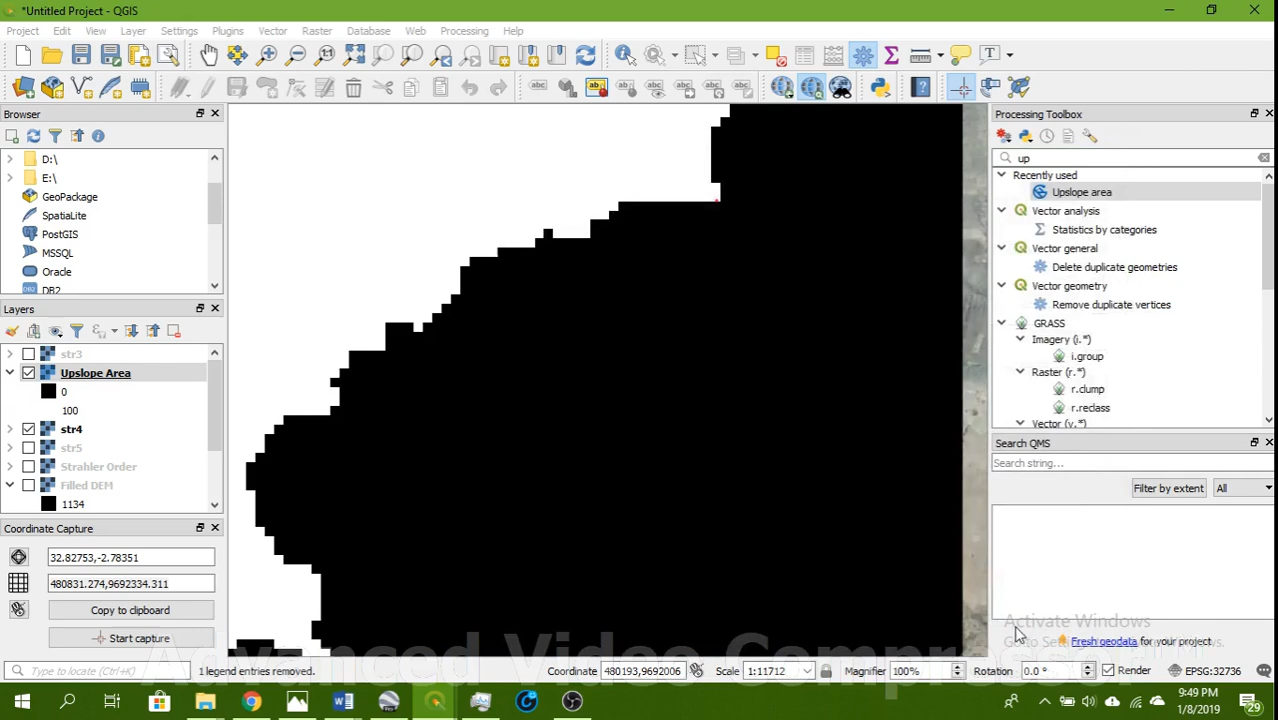 *Untitled Project - QGIS
Project Edit View Layer Settings Plugins Vector Raster Database Web Processing Help
Browser
D:\
E:\
GeoPackage
SpatiaLite
PostGIS
MSSQL
Oracle
DB2
Layers
str3
Upslope Area
0
100
str4
str5
Strahler Order
Filled DEM
1134
Coordinate Capture
32.82753,-2.78351
480831.274,9692334.311
Copy to clipboard
Start capture
Processing Toolbox
up
Recently used
Upslope area
Vector analysis
Statistics by categories
Vector general
Delete duplicate geometries
Vector geometry
Remove duplicate vertices
GRASS
Imagery (i.*)
i.group
Raster (r.*)
r.clump
r.reclass
Vector (v.*)
Search QMS
Search string...
Filter by extent All
Activate Windows
Fresh geodata for your project
Advanced Video Compressor
Type to locate (Ctrl+K) 1 legend entries removed. Coordinate 480193,9692006 Scale 1:11712 Magnifier 100% Rotation 0.0 ° Render EPSG:32736
9:49 PM
1/8/2019
29